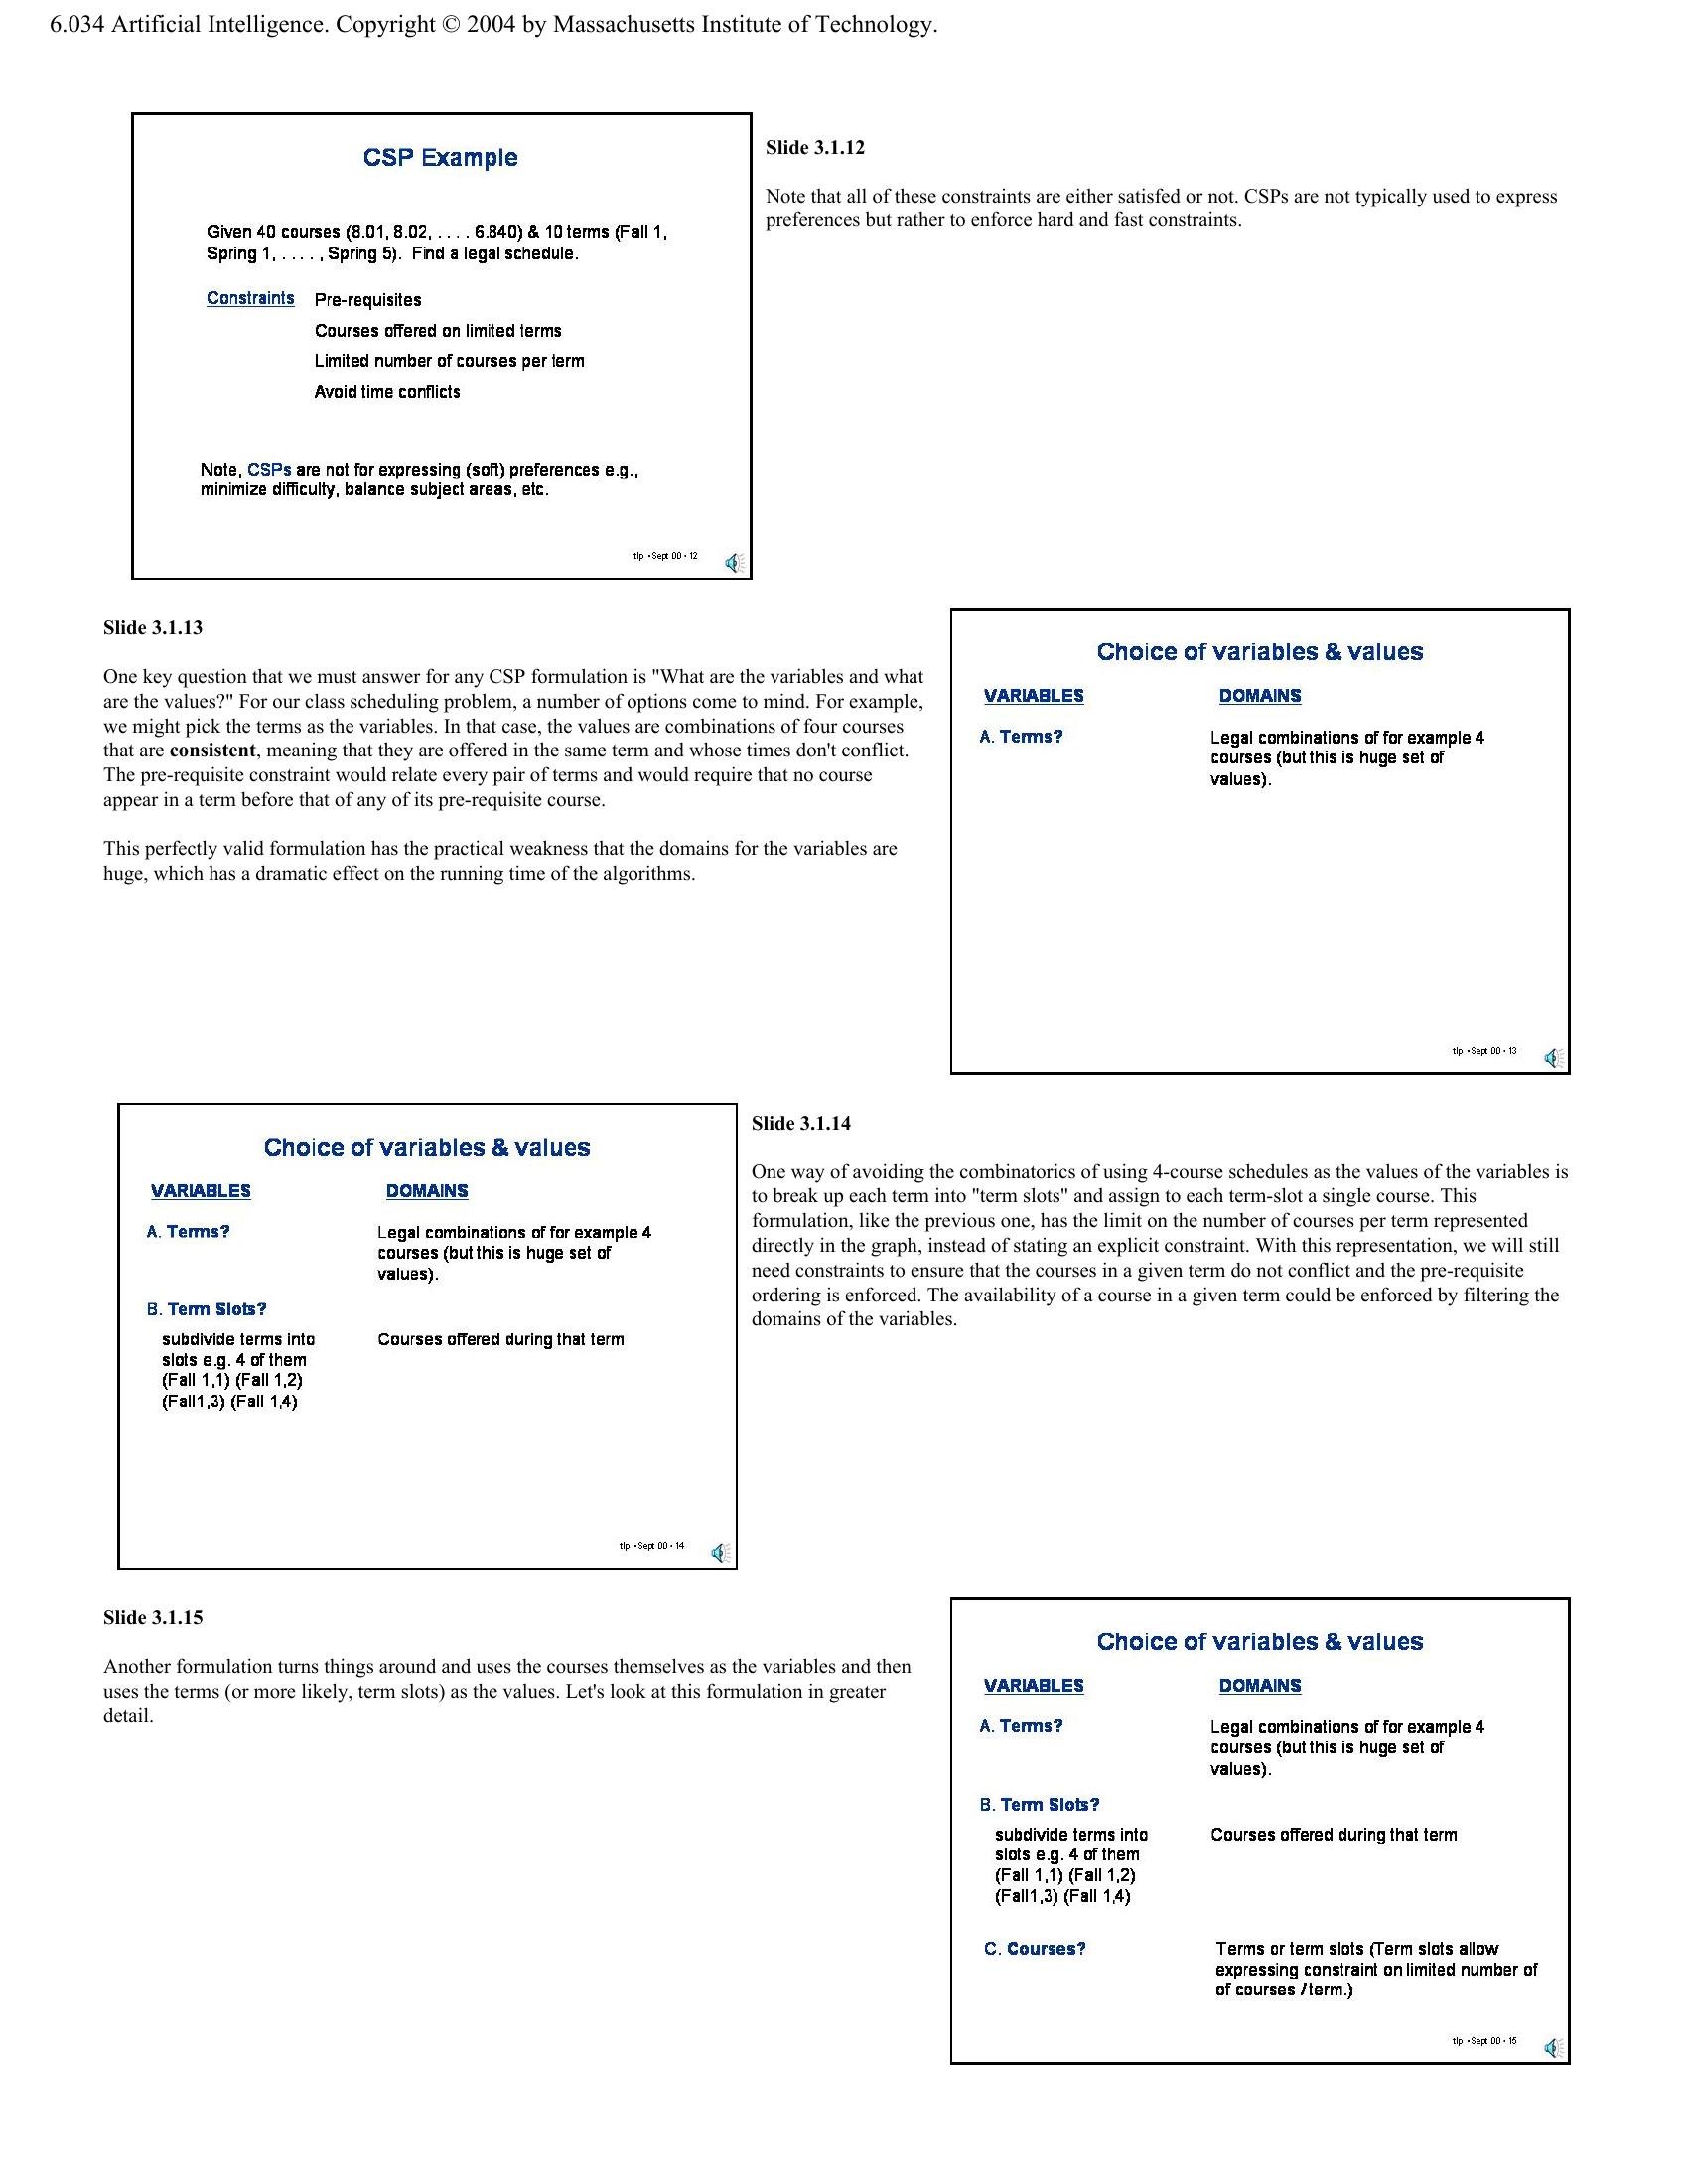 6.034 Artificial Intelligence. Copyright © 2004 by Massachusetts Institute of Technology.
CSP Example
Given 40 courses (8.01, 8.02, . . . . 6.840) & 10 terms (Fall 1,
Spring 1, . . . . , Spring 5). Find a legal schedule.
Constraints Pre-requisites
Courses offered on limited terms
Limited number of courses per term
Avoid time conflicts
Note, CSPs are not for expressing (soft) preferences e.g.,
minimize difficulty, balance subject areas, etc.
tlp • Sept 00 • 12
Slide 3.1.12
Note that all of these constraints are either satisfed or not. CSPs are not typically used to express
preferences but rather to enforce hard and fast constraints.
Slide 3.1.13
One key question that we must answer for any CSP formulation is "What are the variables and what
are the values?" For our class scheduling problem, a number of options come to mind. For example,
we might pick the terms as the variables. In that case, the values are combinations of four courses
that are consistent, meaning that they are offered in the same term and whose times don't conflict.
The pre-requisite constraint would relate every pair of terms and would require that no course
appear in a term before that of any of its pre-requisite course.
This perfectly valid formulation has the practical weakness that the domains for the variables are
huge, which has a dramatic effect on the running time of the algorithms.
Choice of variables & values
VARIABLES DOMAINS
A. Terms? Legal combinations of for example 4
courses (but this is huge set of
values).
tlp • Sept 00 • 13
Choice of variables & values
VARIABLES DOMAINS
A. Terms? Legal combinations of for example 4
courses (but this is huge set of
values).
B. Term Slots?
subdivide terms into Courses offered during that term
slots e.g. 4 of them
(Fall 1,1) (Fall 1,2)
(Fall1,3) (Fall 1,4)
tlp • Sept 00 • 14
Slide 3.1.14
One way of avoiding the combinatorics of using 4-course schedules as the values of the variables is
to break up each term into "term slots" and assign to each term-slot a single course. This
formulation, like the previous one, has the limit on the number of courses per term represented
directly in the graph, instead of stating an explicit constraint. With this representation, we will still
need constraints to ensure that the courses in a given term do not conflict and the pre-requisite
ordering is enforced. The availability of a course in a given term could be enforced by filtering the
domains of the variables.
Slide 3.1.15
Another formulation turns things around and uses the courses themselves as the variables and then
uses the terms (or more likely, term slots) as the values. Let's look at this formulation in greater
detail.
Choice of variables & values
VARIABLES DOMAINS
A. Terms? Legal combinations of for example 4
courses (but this is huge set of
values).
B. Term Slots?
subdivide terms into Courses offered during that term
slots e.g. 4 of them
(Fall 1,1) (Fall 1,2)
(Fall1,3) (Fall 1,4)
C. Courses? Terms or term slots (Term slots allow
expressing constraint on limited number of
of courses / term.)
tlp • Sept 00 • 15